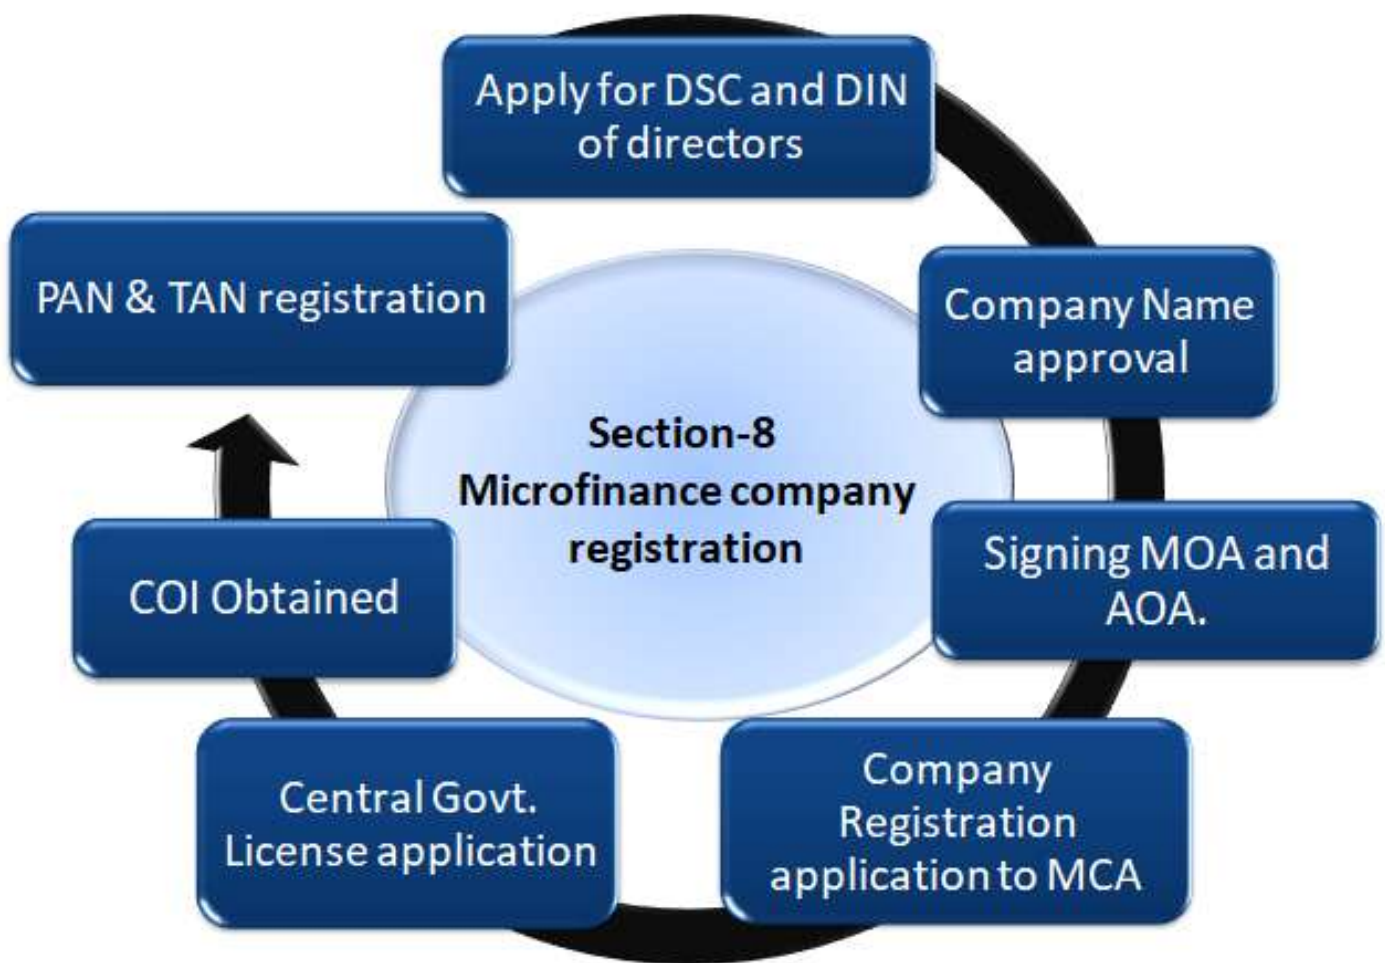 Apply for DSC and DIN
of directors
Company Name
approval
Signing MOA and
AOA.
Company
Registration
application to MCA
Central Govt.
License application
COI Obtained
PAN & TAN registration
Section-8
Microfinance company
registration